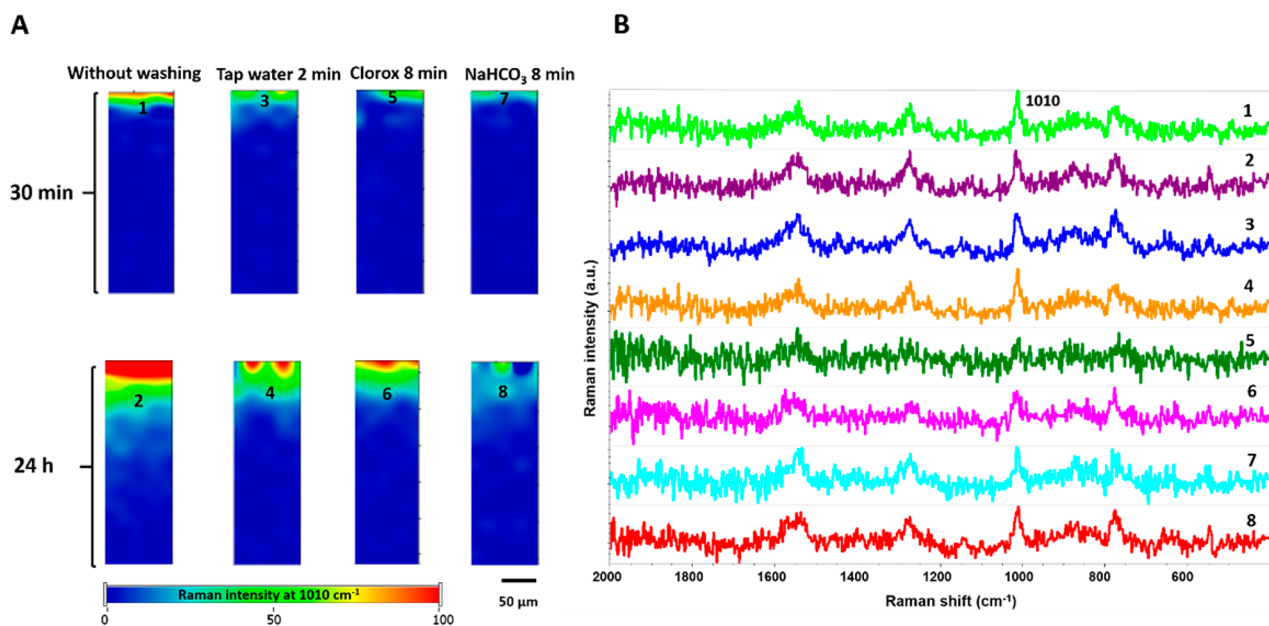 A
B
Without washing
Tap water 2 min
Clorox 8 min
NaHCO₃ 8 min
1
3
5
7
30 min
2
4
6
8
24 h
Raman intensity at 1010 cm⁻¹
0
50
100
50 µm
1010
1
2
3
4
5
6
7
8
Raman intensity (a.u.)
2000
1800
1600
1400
1200
1000
800
600
Raman shift (cm⁻¹)